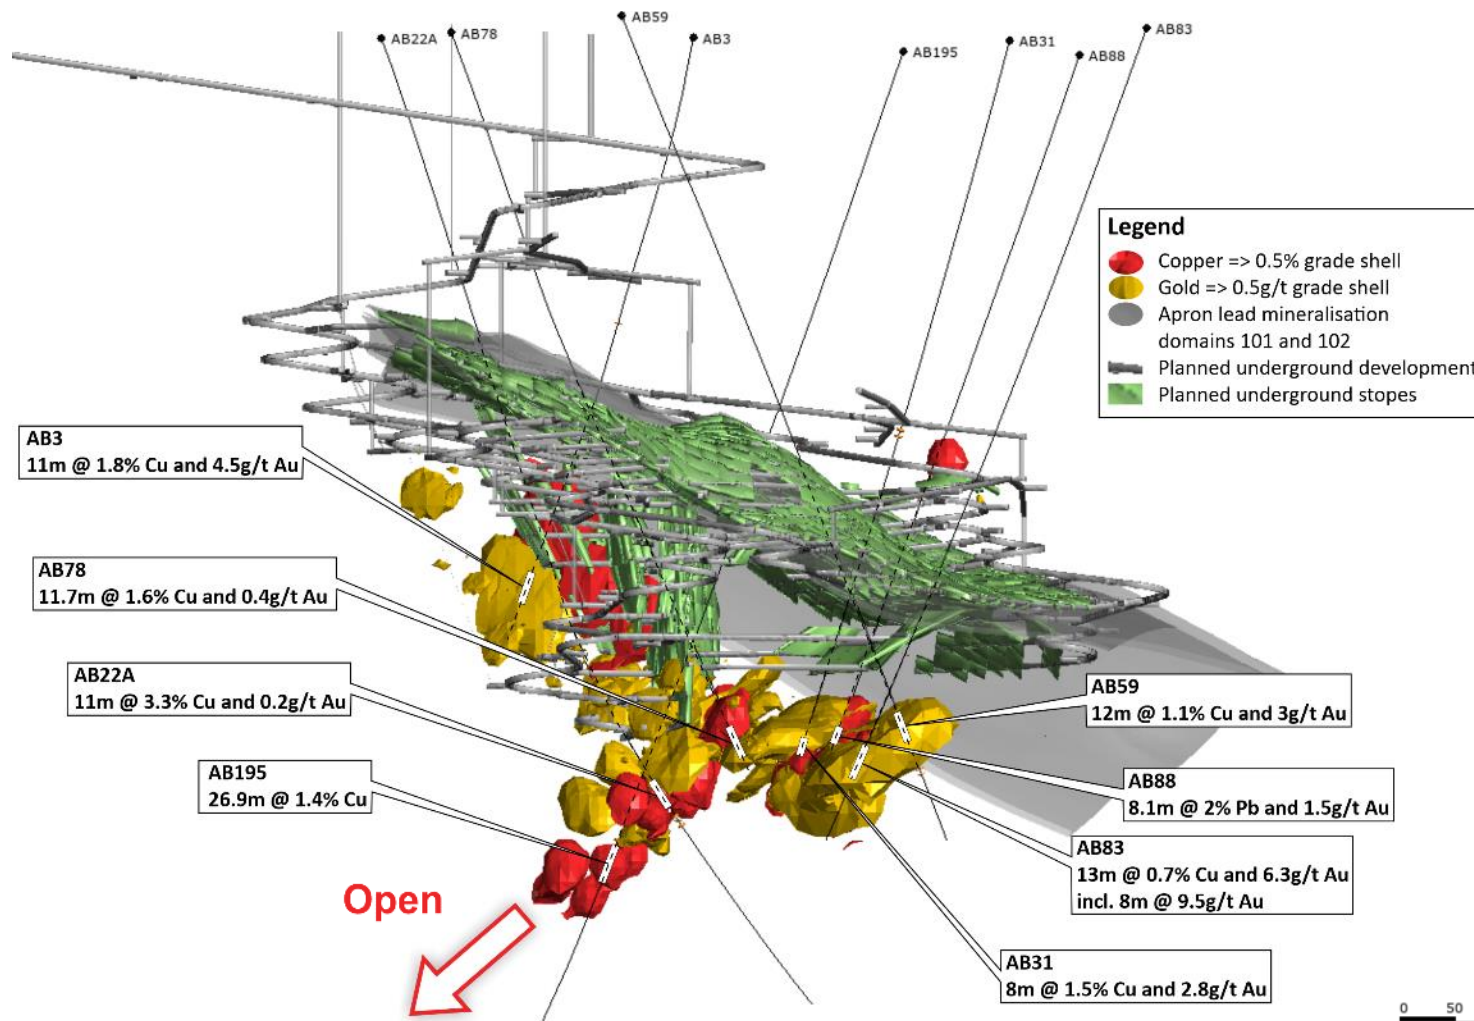 AB59
AB22A
AB78
AB3
AB195
AB31
AB88
AB83
Legend
Copper => 0.5% grade shell
Gold => 0.5g/t grade shell
Apron lead mineralisation
domains 101 and 102
Planned underground development
Planned underground stopes
AB3
11m @ 1.8% Cu and 4.5g/t Au
AB78
11.7m @ 1.6% Cu and 0.4g/t Au
AB22A
11m @ 3.3% Cu and 0.2g/t Au
AB195
26.9m @ 1.4% Cu
AB59
12m @ 1.1% Cu and 3g/t Au
AB88
8.1m @ 2% Pb and 1.5g/t Au
AB83
13m @ 0.7% Cu and 6.3g/t Au
incl. 8m @ 9.5g/t Au
AB31
8m @ 1.5% Cu and 2.8g/t Au
Open
0 50